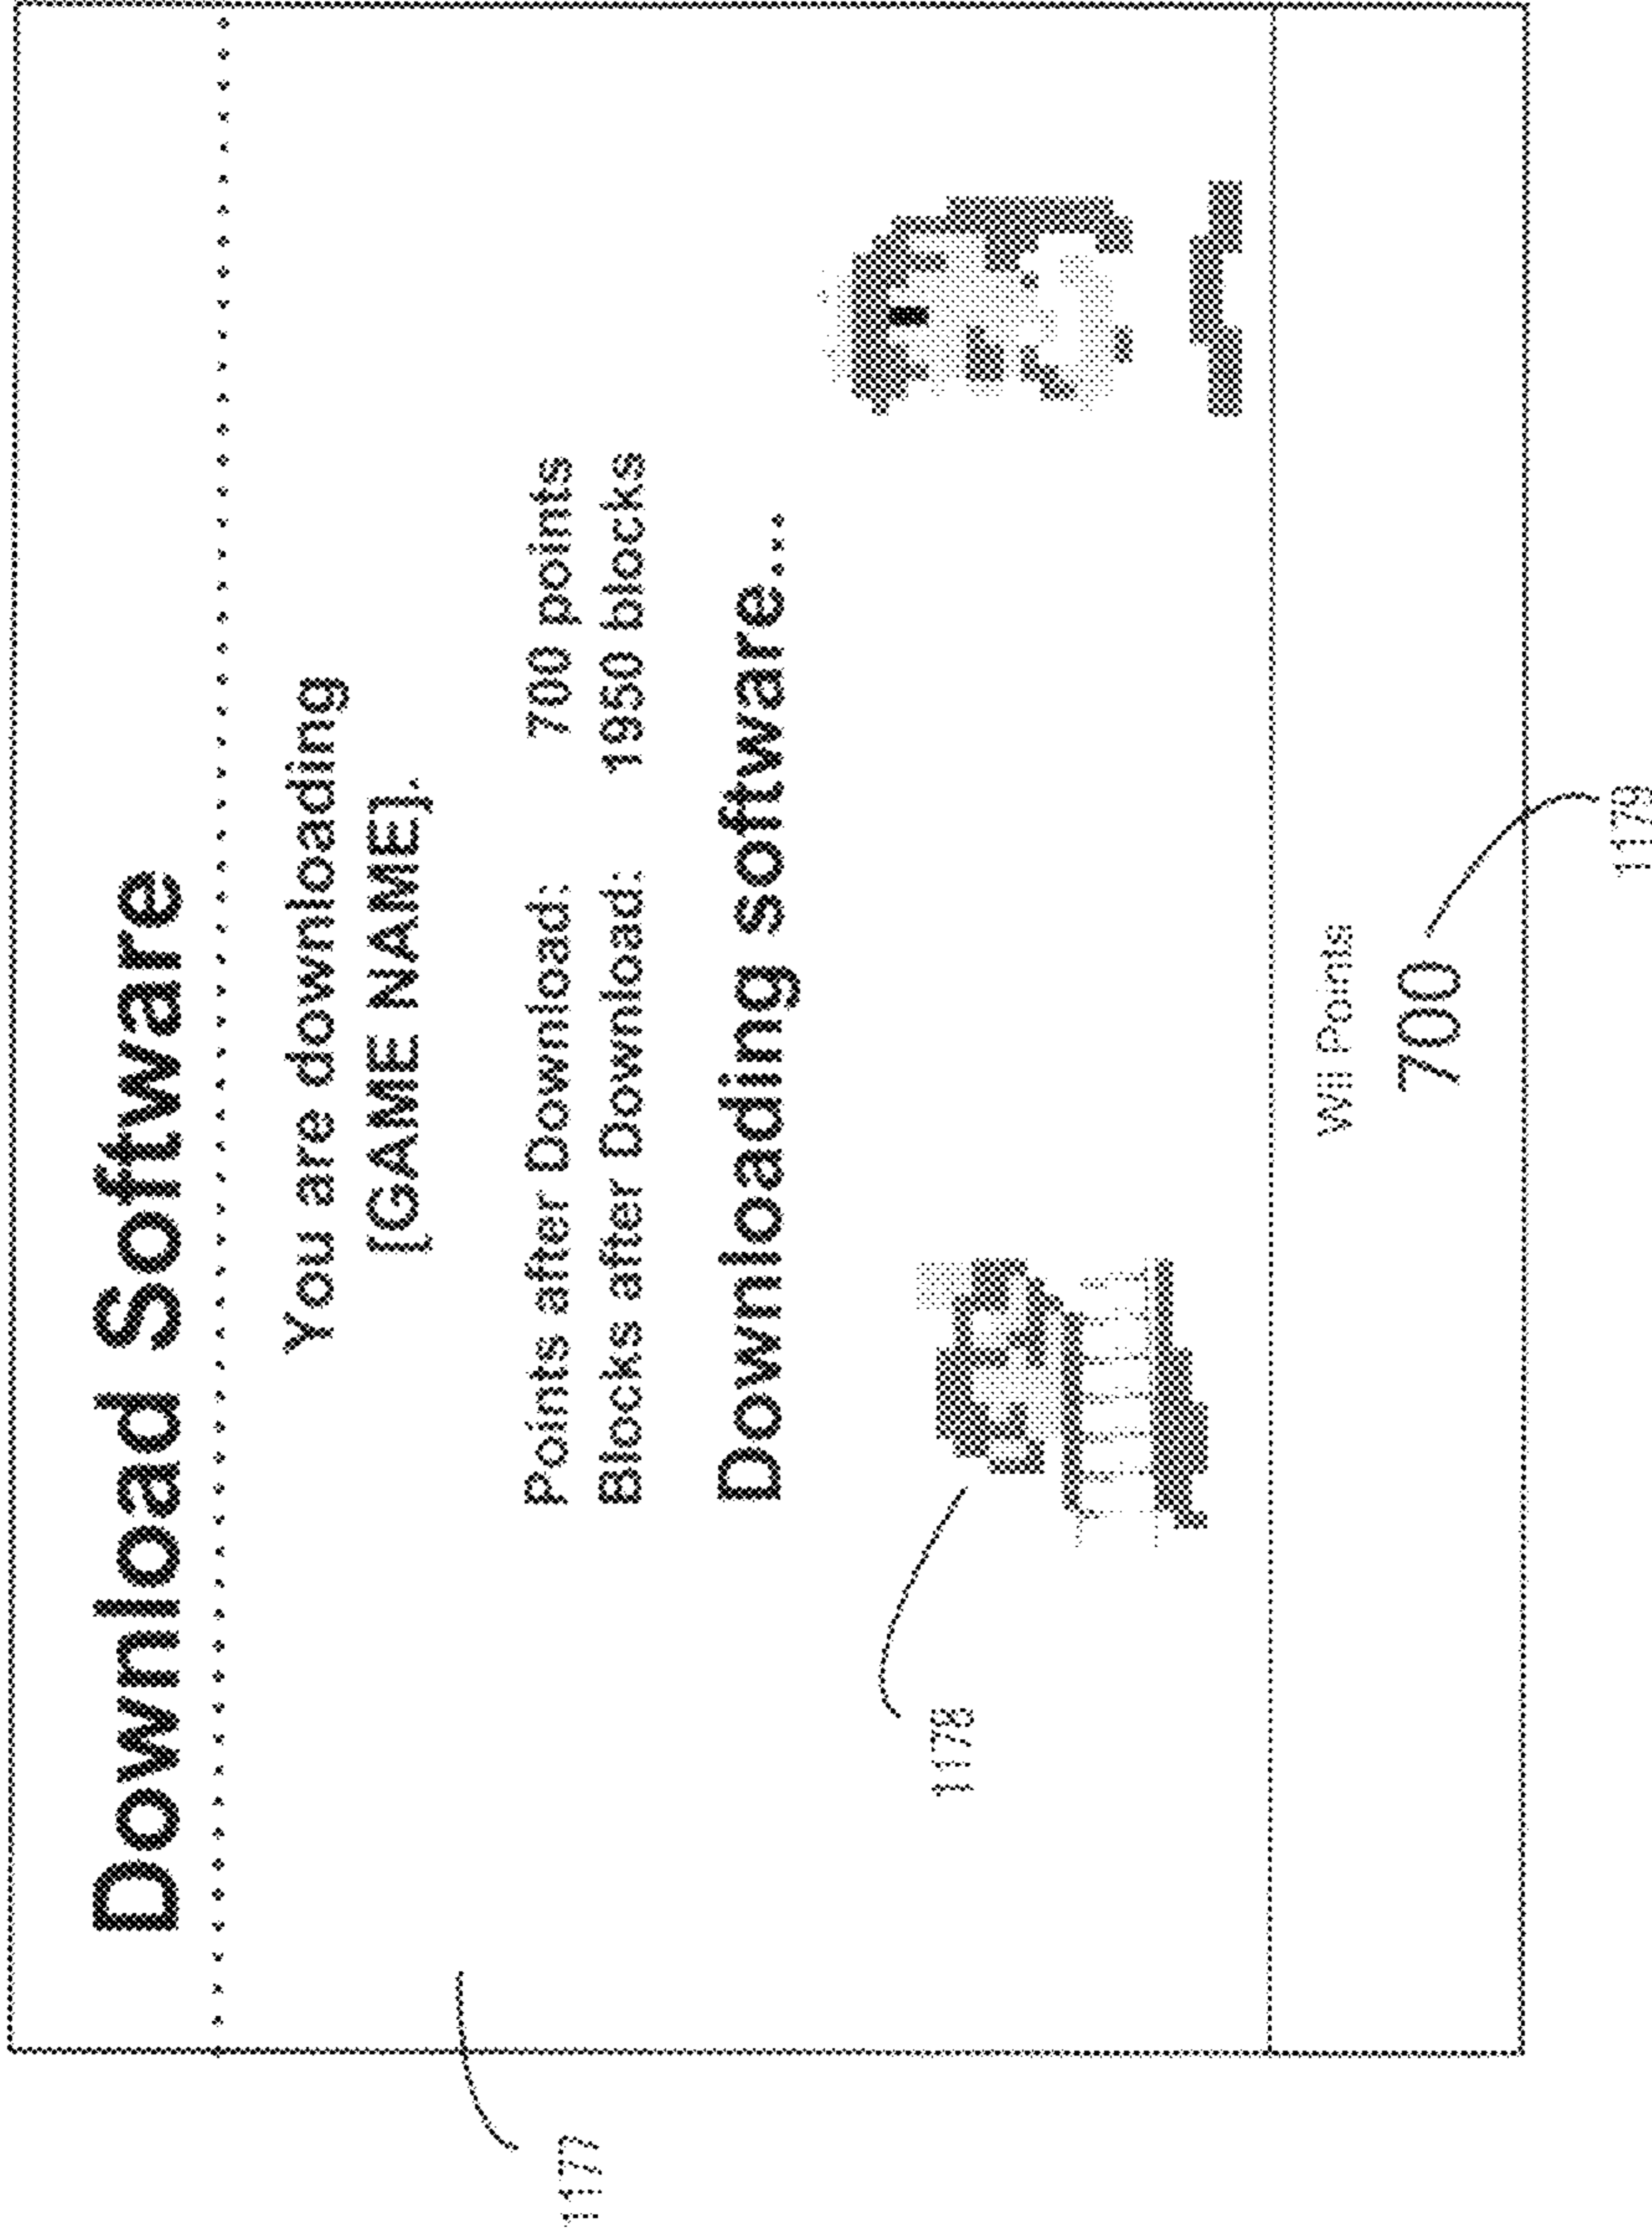 Download Software
You are downloading
[GAME NAME].
Points after Download: 700 points
Blocks after Download: 1950 blocks
Downloading software...
1177
1178
Wii Points
700
1179